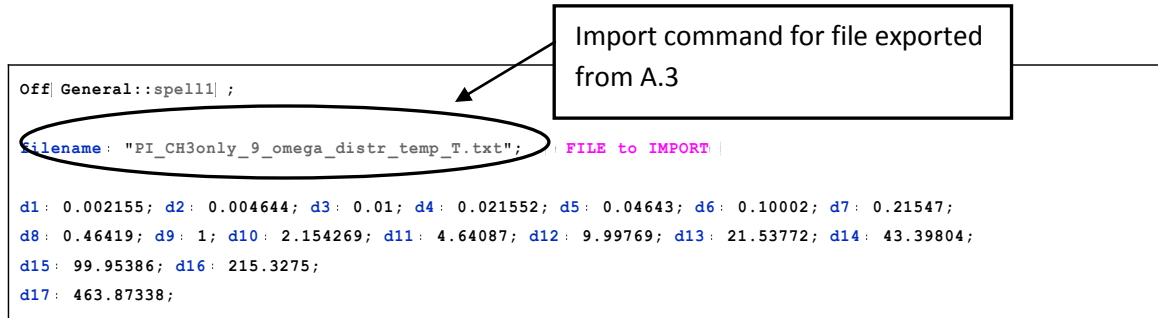 Import command for file exported
from A.3
Off General::spell1 ;
filename: "PI_CH3only_9_omega_distr_temp_T.txt"; FILE to IMPORT
d1: 0.002155; d2: 0.004644; d3: 0.01; d4: 0.021552; d5: 0.04643; d6: 0.10002; d7: 0.21547;
d8: 0.46419; d9: 1; d10: 2.154269; d11: 4.64087; d12: 9.99769; d13: 21.53772; d14: 43.39804;
d15: 99.95386; d16: 215.3275;
d17: 463.87338;